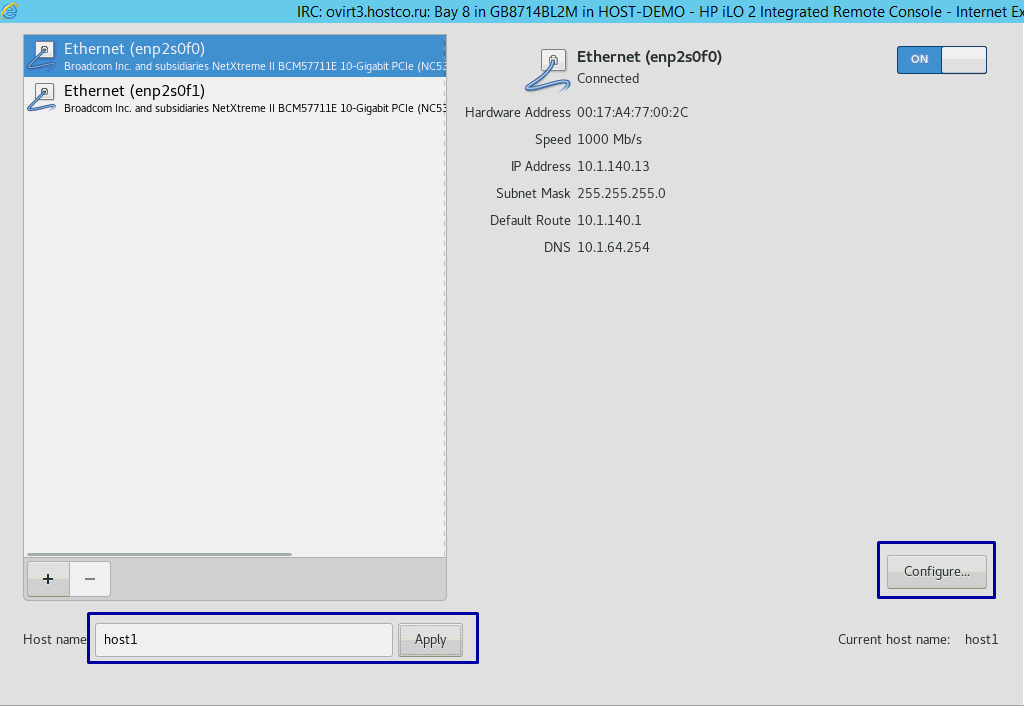 IRC: ovirt3.hostco.ru: Bay 8 in GB8714BL2M in HOST-DEMO - HP iLO 2 Integrated Remote Console - Internet Ex
Ethernet (enp2s0f0)
Broadcom Inc. and subsidiaries NetXtreme II BCM57711E 10-Gigabit PCIe (NC53
Ethernet (enp2s0f1)
Broadcom Inc. and subsidiaries NetXtreme II BCM57711E 10-Gigabit PCIe (NC53
+ −
Ethernet (enp2s0f0)
Connected
ON
Hardware Address 00:17:A4:77:00:2C
Speed 1000 Mb/s
IP Address 10.1.140.13
Subnet Mask 255.255.255.0
Default Route 10.1.140.1
DNS 10.1.64.254
Configure...
Host name host1 Apply
Current host name: host1